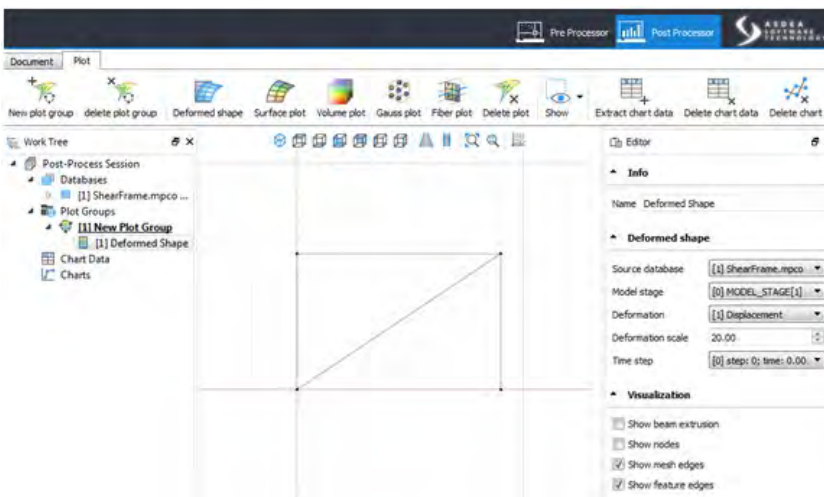 Pre Processor
Post Processor
ASDEA
SOFTWARE
TECHNOLOGY
Document
Plot
New plot group
delete plot group
Deformed shape
Surface plot
Volume plot
Gauss plot
Fiber plot
Delete plot
Show
Extract chart data
Delete chart data
Delete chart
Work Tree
Post-Process Session
Databases
[1] ShearFrame.mpco ...
Plot Groups
[1] New Plot Group
[1] Deformed Shape
Chart Data
Charts
Editor
Info
Name Deformed Shape
Deformed shape
Source database [1] ShearFrame.mpco
Model stage [0] MODEL_STAGE[1]
Deformation [1] Displacement
Deformation scale 20.00
Time step [0] step: 0; time: 0.00
Visualization
Show beam extrusion
Show nodes
Show mesh edges
Show feature edges